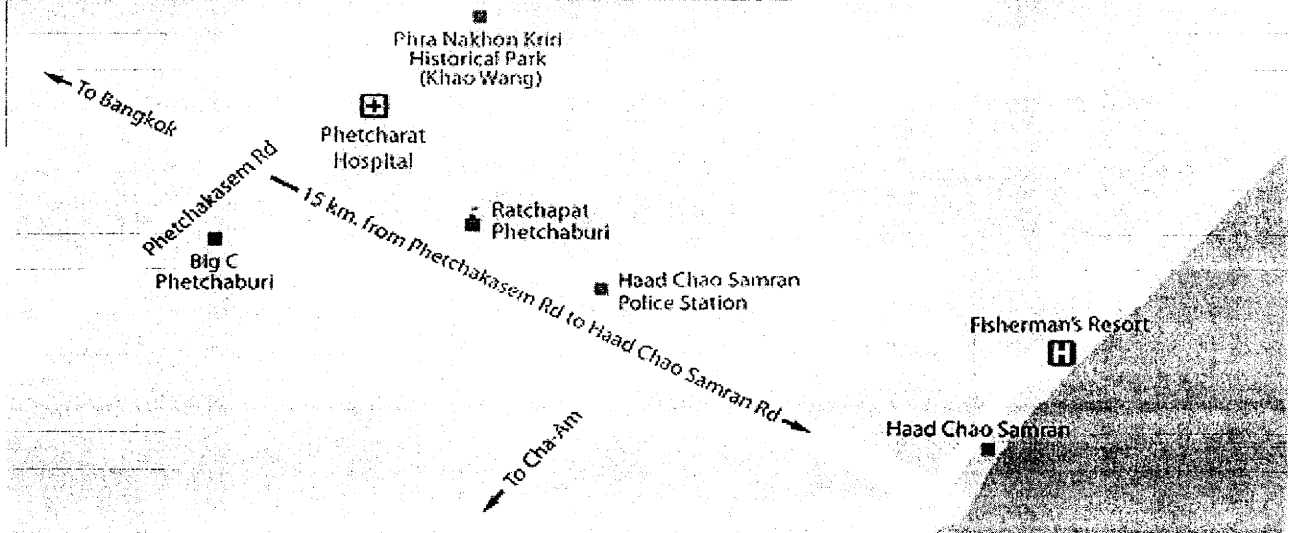 Phra Nakhon Kriri
Historical Park
(Khao Wang)
To Bangkok
Phetcharat
Hospital
Phetchakasem Rd
15 km. from Phetchakasem Rd to Haad Chao Samran Rd
Ratchapat
Phetchaburi
Big C
Phetchaburi
Haad Chao Samran
Police Station
Fisherman's Resort
H
Haad Chao Samran
To Cha-Am